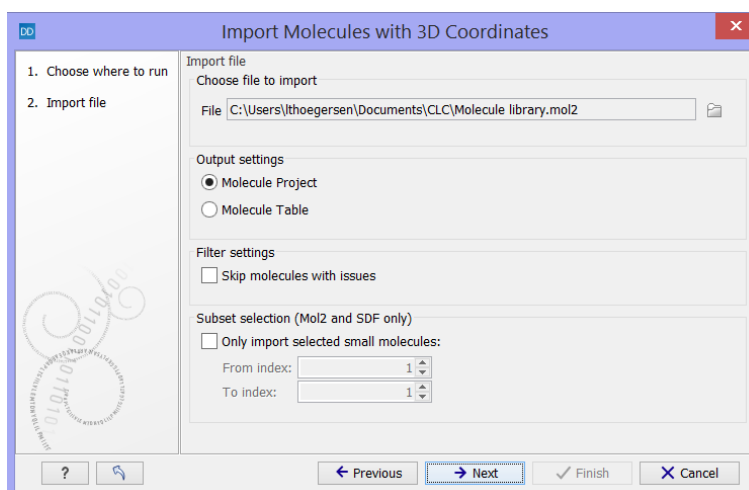 DD
Import Molecules with 3D Coordinates
1. Choose where to run
2. Import file
Import file
Choose file to import
File C:\Users\lthoegersen\Documents\CLC\Molecule library.mol2
Output settings
Molecule Project
Molecule Table
Filter settings
Skip molecules with issues
Subset selection (Mol2 and SDF only)
Only import selected small molecules:
From index: 1
To index: 1
? Previous Next Finish Cancel